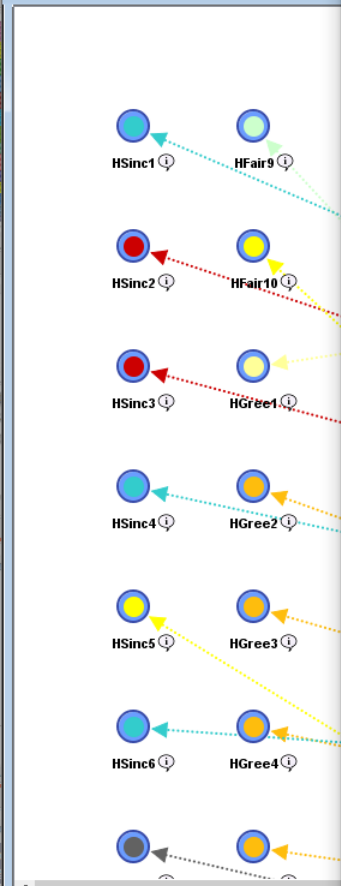 HSinc1 HFair9
HSinc2 HFair10
HSinc3 HGree1
HSinc4 HGree2
HSinc5 HGree3
HSinc6 HGree4